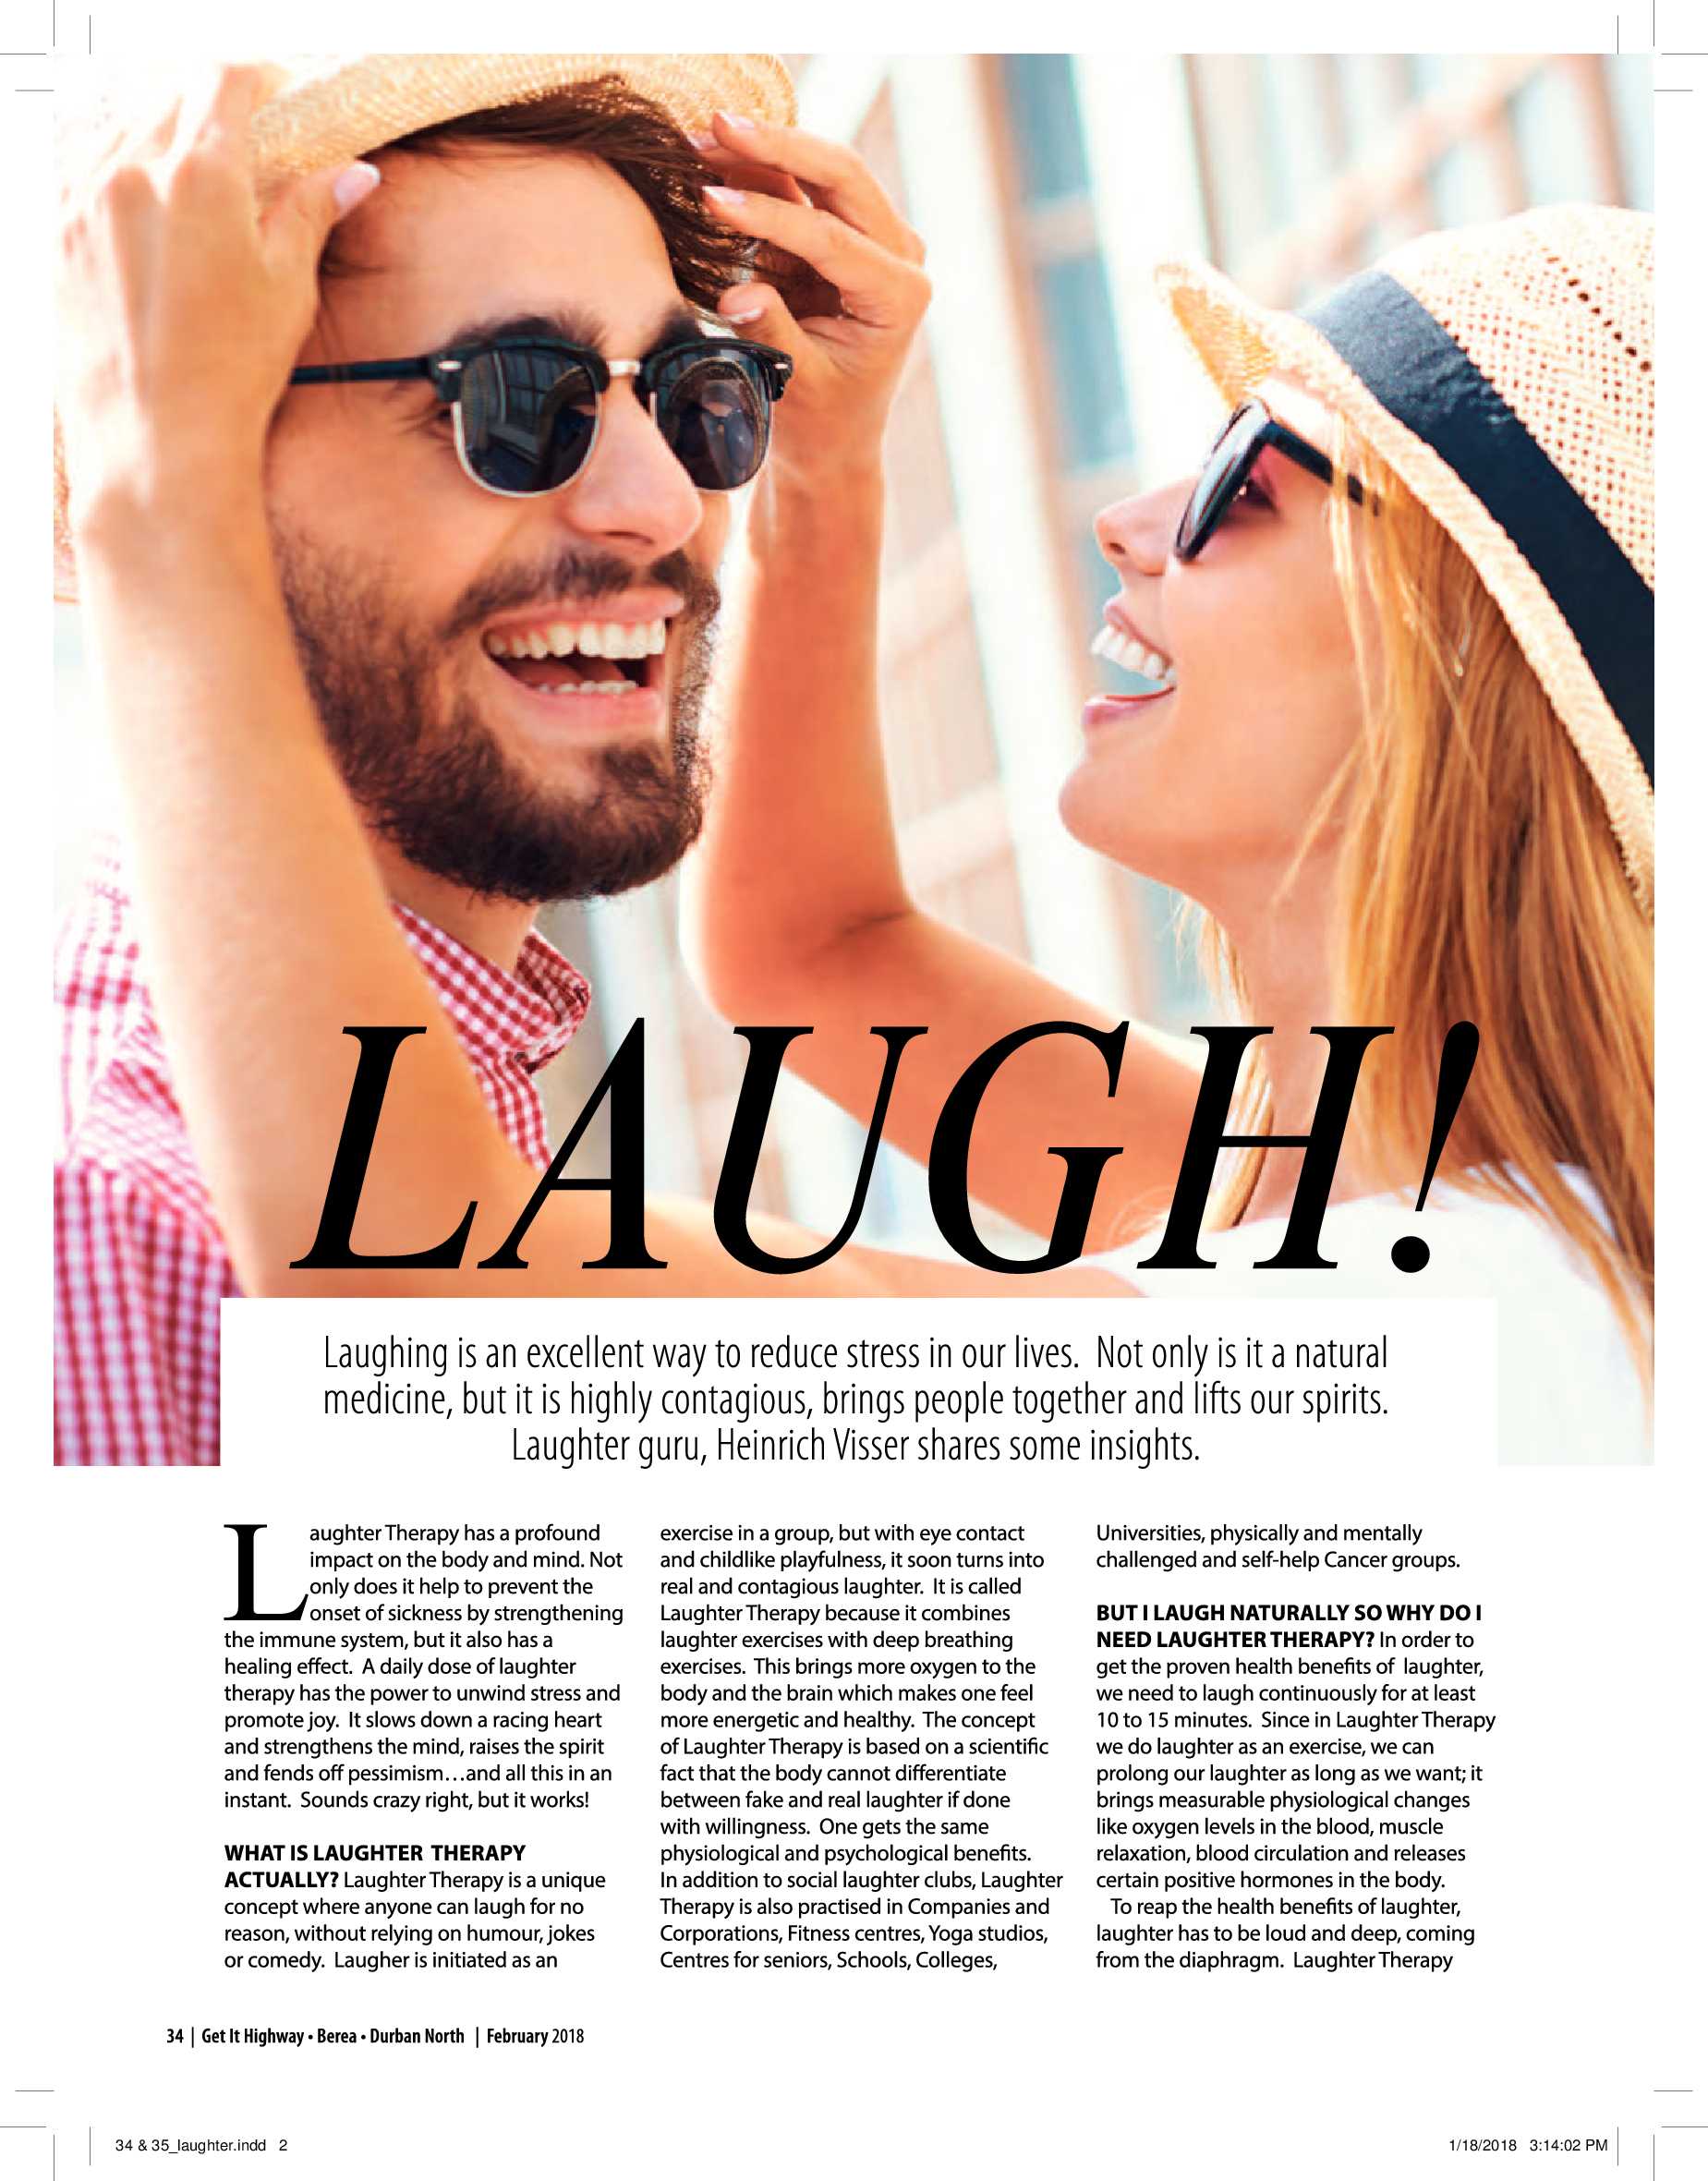 LAUGH!
Laughing is an excellent way to reduce stress in our lives.  Not only is it a natural
medicine, but it is highly contagious, brings people together and lifts our spirits.
Laughter guru, Heinrich Visser shares some insights.
Laughter Therapy has a profound
impact on the body and mind. Not
only does it help to prevent the
onset of sickness by strengthening
the immune system, but it also has a
healing effect.  A daily dose of laughter
therapy has the power to unwind stress and
promote joy.  It slows down a racing heart
and strengthens the mind, raises the spirit
and fends off pessimism…and all this in an
instant.  Sounds crazy right, but it works!
WHAT IS LAUGHTER  THERAPY
ACTUALLY? Laughter Therapy is a unique
concept where anyone can laugh for no
reason, without relying on humour, jokes
or comedy.  Laugher is initiated as an
exercise in a group, but with eye contact
and childlike playfulness, it soon turns into
real and contagious laughter.  It is called
Laughter Therapy because it combines
laughter exercises with deep breathing
exercises.  This brings more oxygen to the
body and the brain which makes one feel
more energetic and healthy.  The concept
of Laughter Therapy is based on a scientific
fact that the body cannot differentiate
between fake and real laughter if done
with willingness.  One gets the same
physiological and psychological benefits.
In addition to social laughter clubs, Laughter
Therapy is also practised in Companies and
Corporations, Fitness centres, Yoga studios,
Centres for seniors, Schools, Colleges,
Universities, physically and mentally
challenged and self-help Cancer groups.
BUT I LAUGH NATURALLY SO WHY DO I
NEED LAUGHTER THERAPY? In order to
get the proven health benefits of  laughter,
we need to laugh continuously for at least
10 to 15 minutes.  Since in Laughter Therapy
we do laughter as an exercise, we can
prolong our laughter as long as we want; it
brings measurable physiological changes
like oxygen levels in the blood, muscle
relaxation, blood circulation and releases
certain positive hormones in the body.
To reap the health benefits of laughter,
laughter has to be loud and deep, coming
from the diaphragm.  Laughter Therapy
34 | Get It Highway • Berea • Durban North | February 2018
34 & 35_laughter.indd   2
1/18/2018   3:14:02 PM